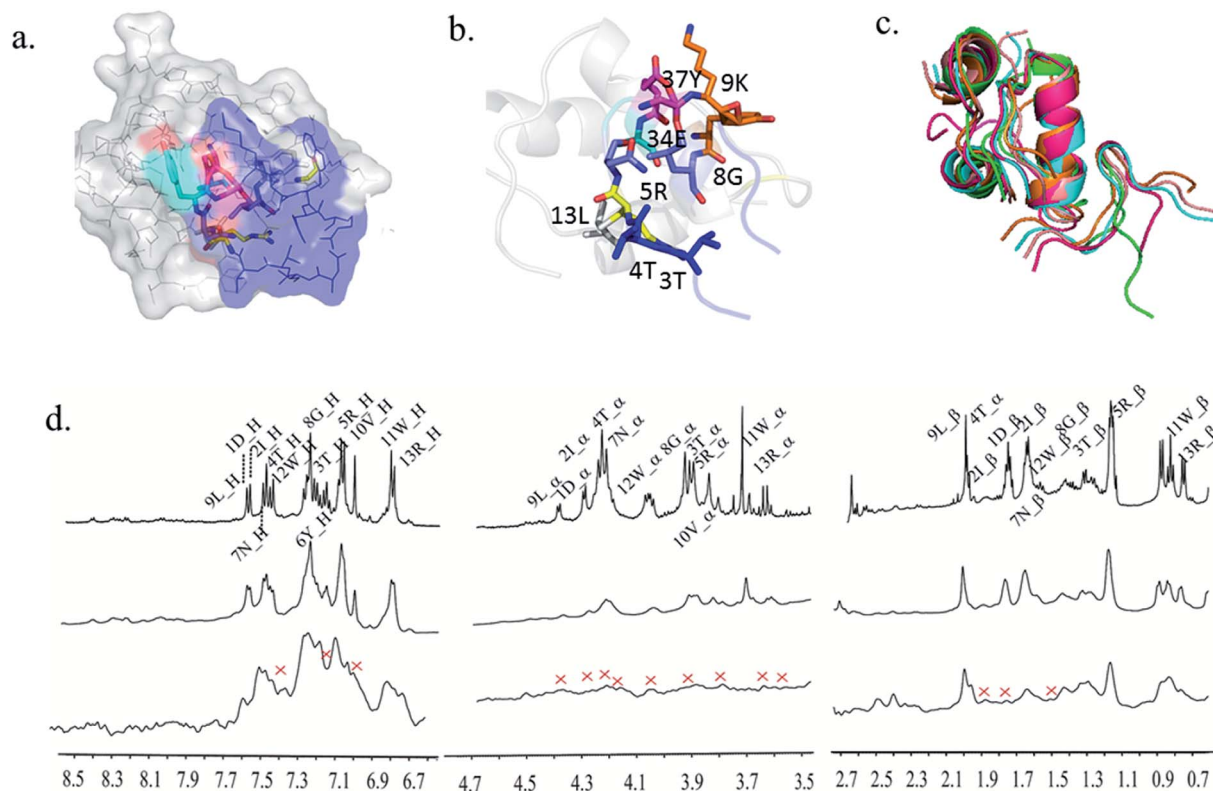 a.
b.
c.
37Y
9K
34E
8G
5R
13L
4T
3T
d.
9L_H
1D_H
2I_H
4T_H
12W_H
8G_H
3T_H
5R_H
10V_H
11W_H
13R_H
7N_H
6Y_H
9L_α
1D_α
2I_α
4T_α
7N_α
12W_α
8G_α
3T_α
5R_α
10V_α
11W_α
13R_α
9L_β
4T_α
2I_β
1D_β
2I_β
7N_β
12W_β
8G_β
3T_β
5R_β
11W_β
13R_β
8.5 8.3 8.1 7.9 7.7 7.5 7.3 7.1 6.9 6.7
4.7 4.5 4.3 4.1 3.9 3.7 3.5
2.7 2.5 2.3 2.1 1.9 1.7 1.5 1.3 1.1 0.9 0.7